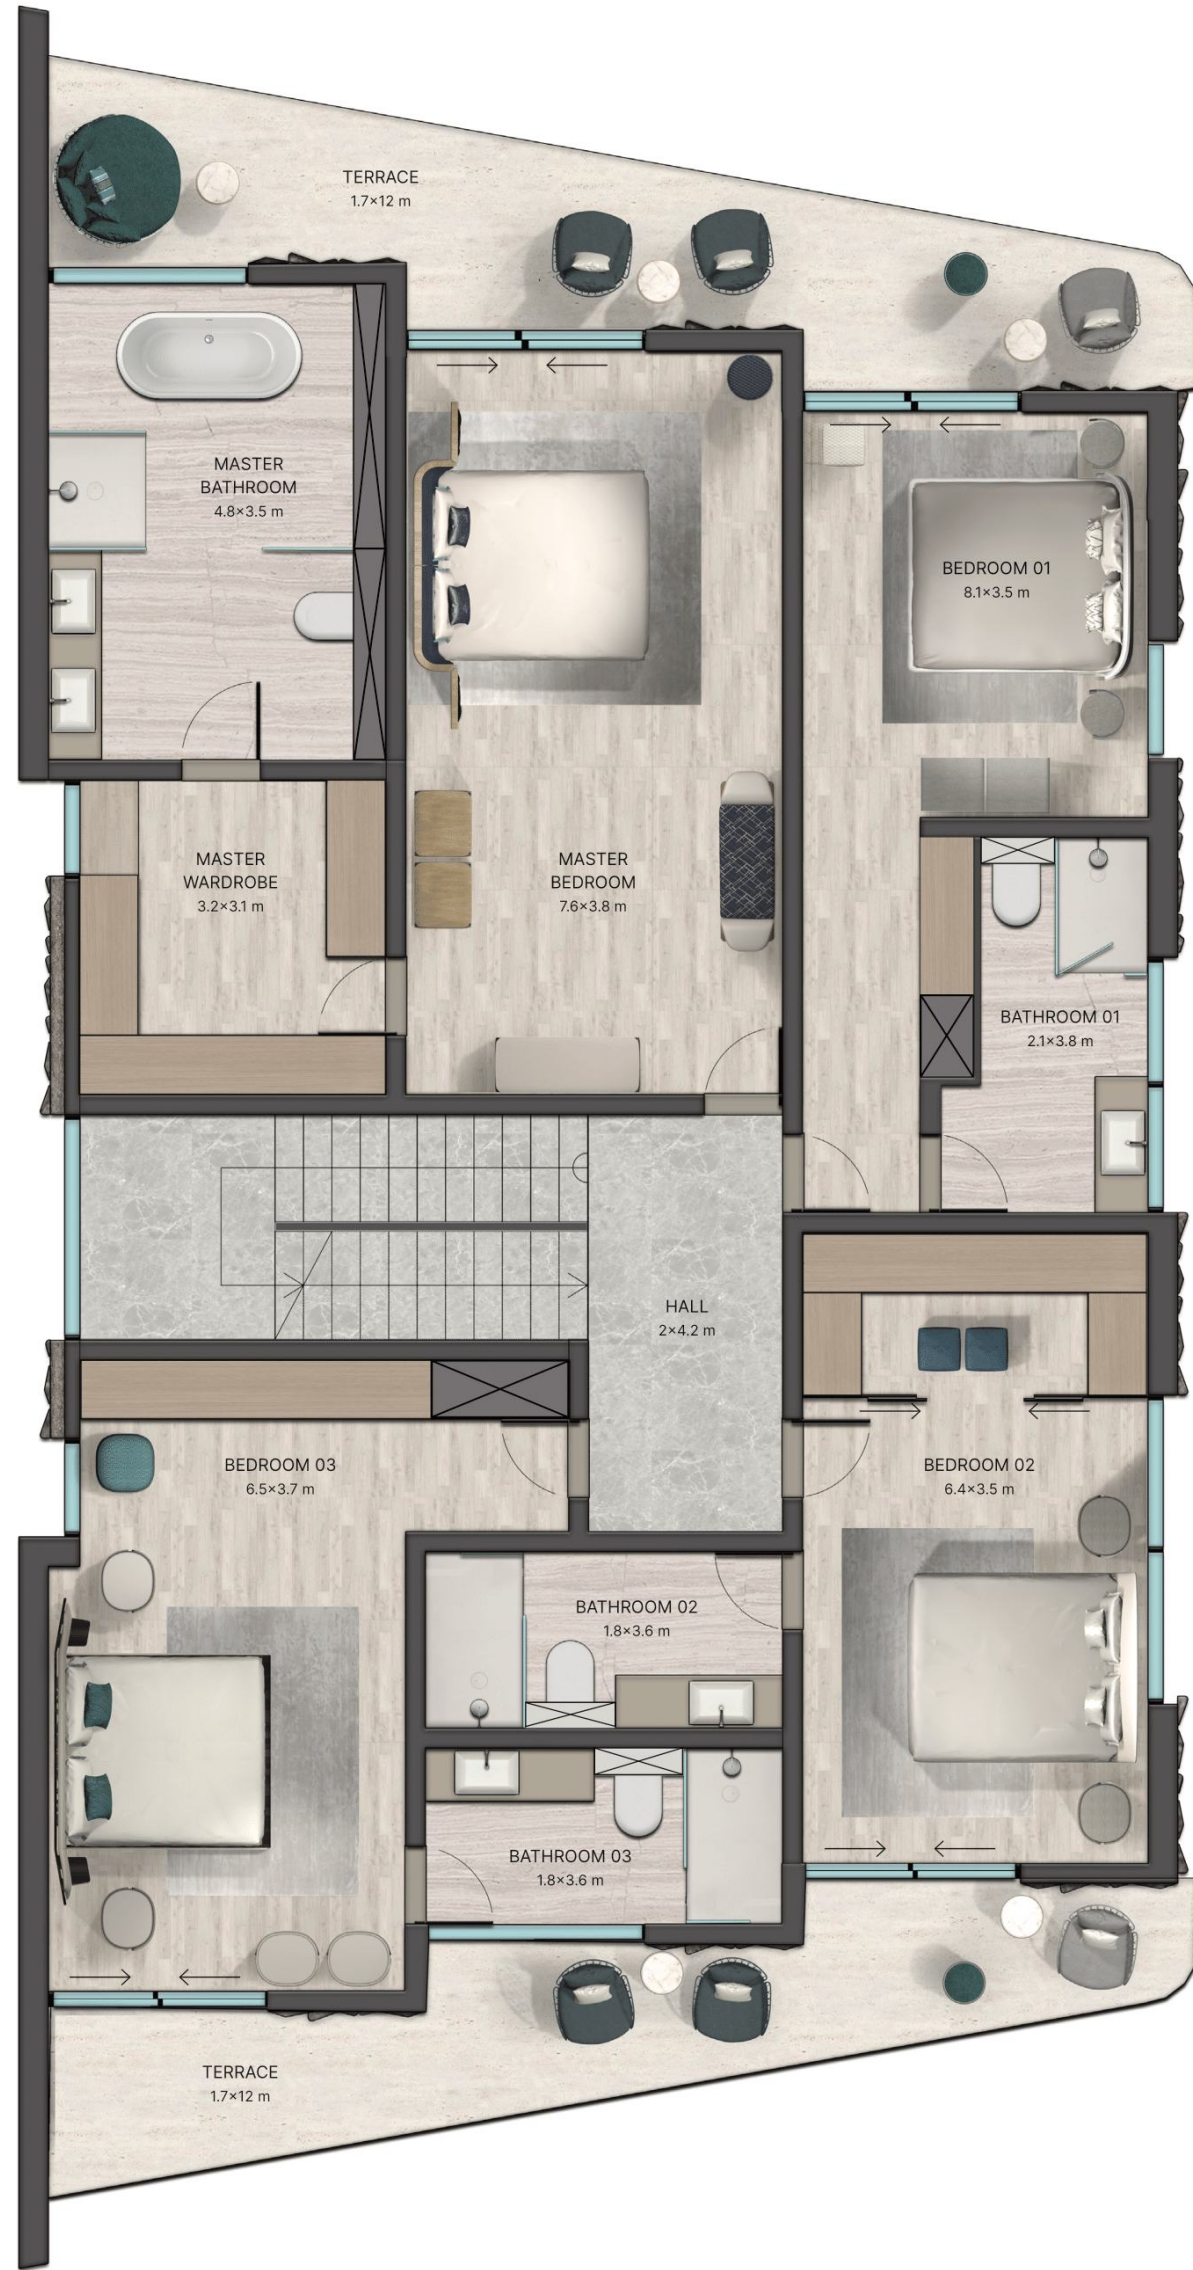 TERRACE
1.7×12 m
MASTER
BATHROOM
4.8×3.5 m
BEDROOM 01
8.1×3.5 m
MASTER
WARDROBE
3.2×3.1 m
MASTER
BEDROOM
7.6×3.8 m
BATHROOM 01
2.1×3.8 m
HALL
2×4.2 m
BEDROOM 03
6.5×3.7 m
BEDROOM 02
6.4×3.5 m
BATHROOM 02
1.8×3.6 m
BATHROOM 03
1.8×3.6 m
TERRACE
1.7×12 m